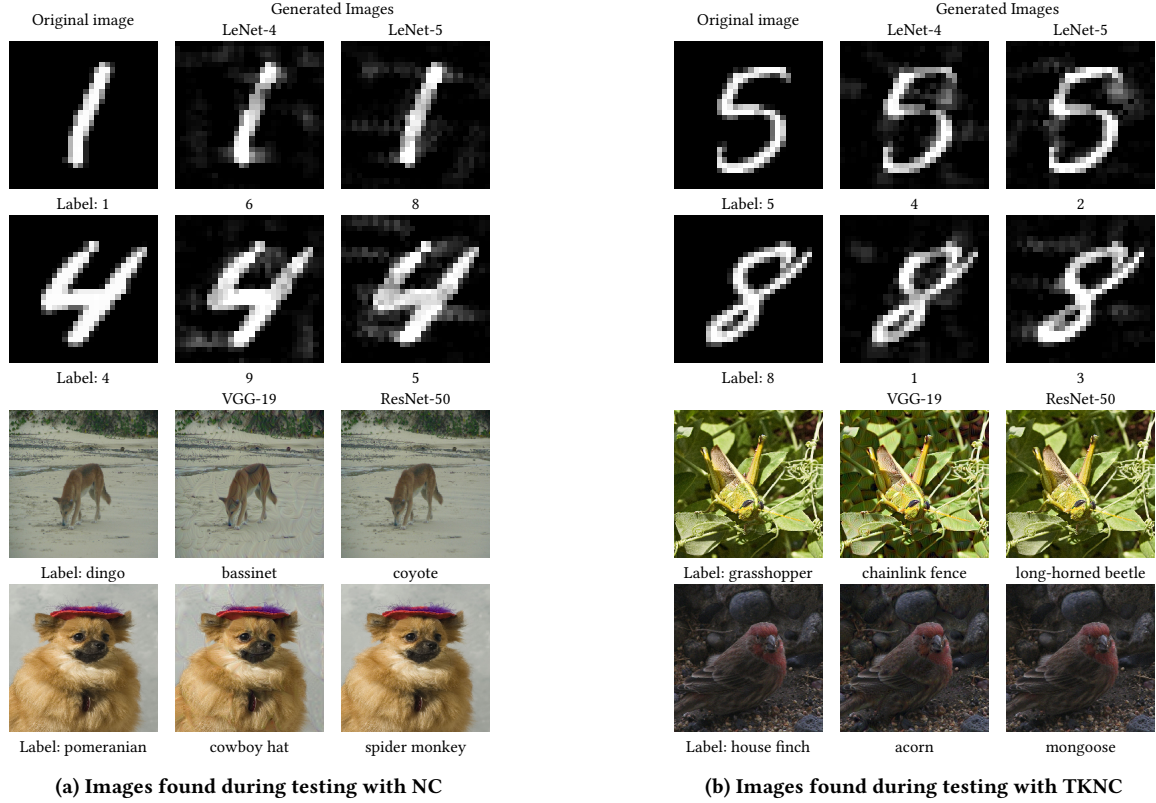 Original image
Generated Images
LeNet-4
LeNet-5
Label: 1
6
8
Label: 4
9
5
VGG-19
ResNet-50
Label: dingo
bassinet
coyote
Label: pomeranian
cowboy hat
spider monkey
(a) Images found during testing with NC
Original image
Generated Images
LeNet-4
LeNet-5
Label: 5
4
2
Label: 8
1
3
VGG-19
ResNet-50
Label: grasshopper
chainlink fence
long-horned beetle
Label: house finch
acorn
mongoose
(b) Images found during testing with TKNC